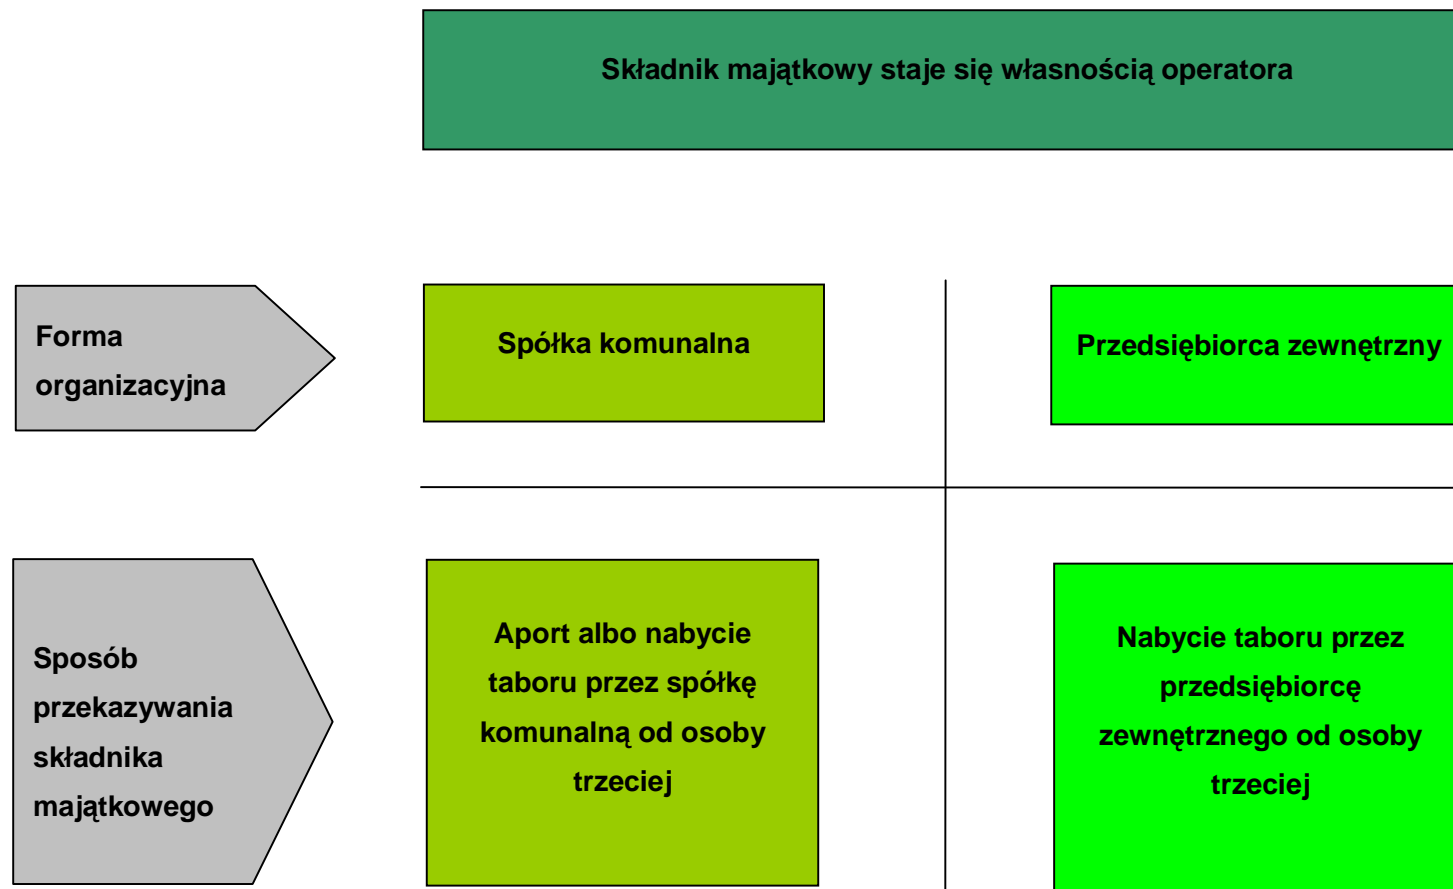 Składnik majątkowy staje się własnością operatora
Forma
organizacyjna
Spółka komunalna
Przedsiębiorca zewnętrzny
Sposób
przekazywania
składnika
majątkowego
Aport albo nabycie
taboru przez spółkę
komunalną od osoby
trzeciej
Nabycie taboru przez
przedsiębiorcę
zewnętrznego od osoby
trzeciej